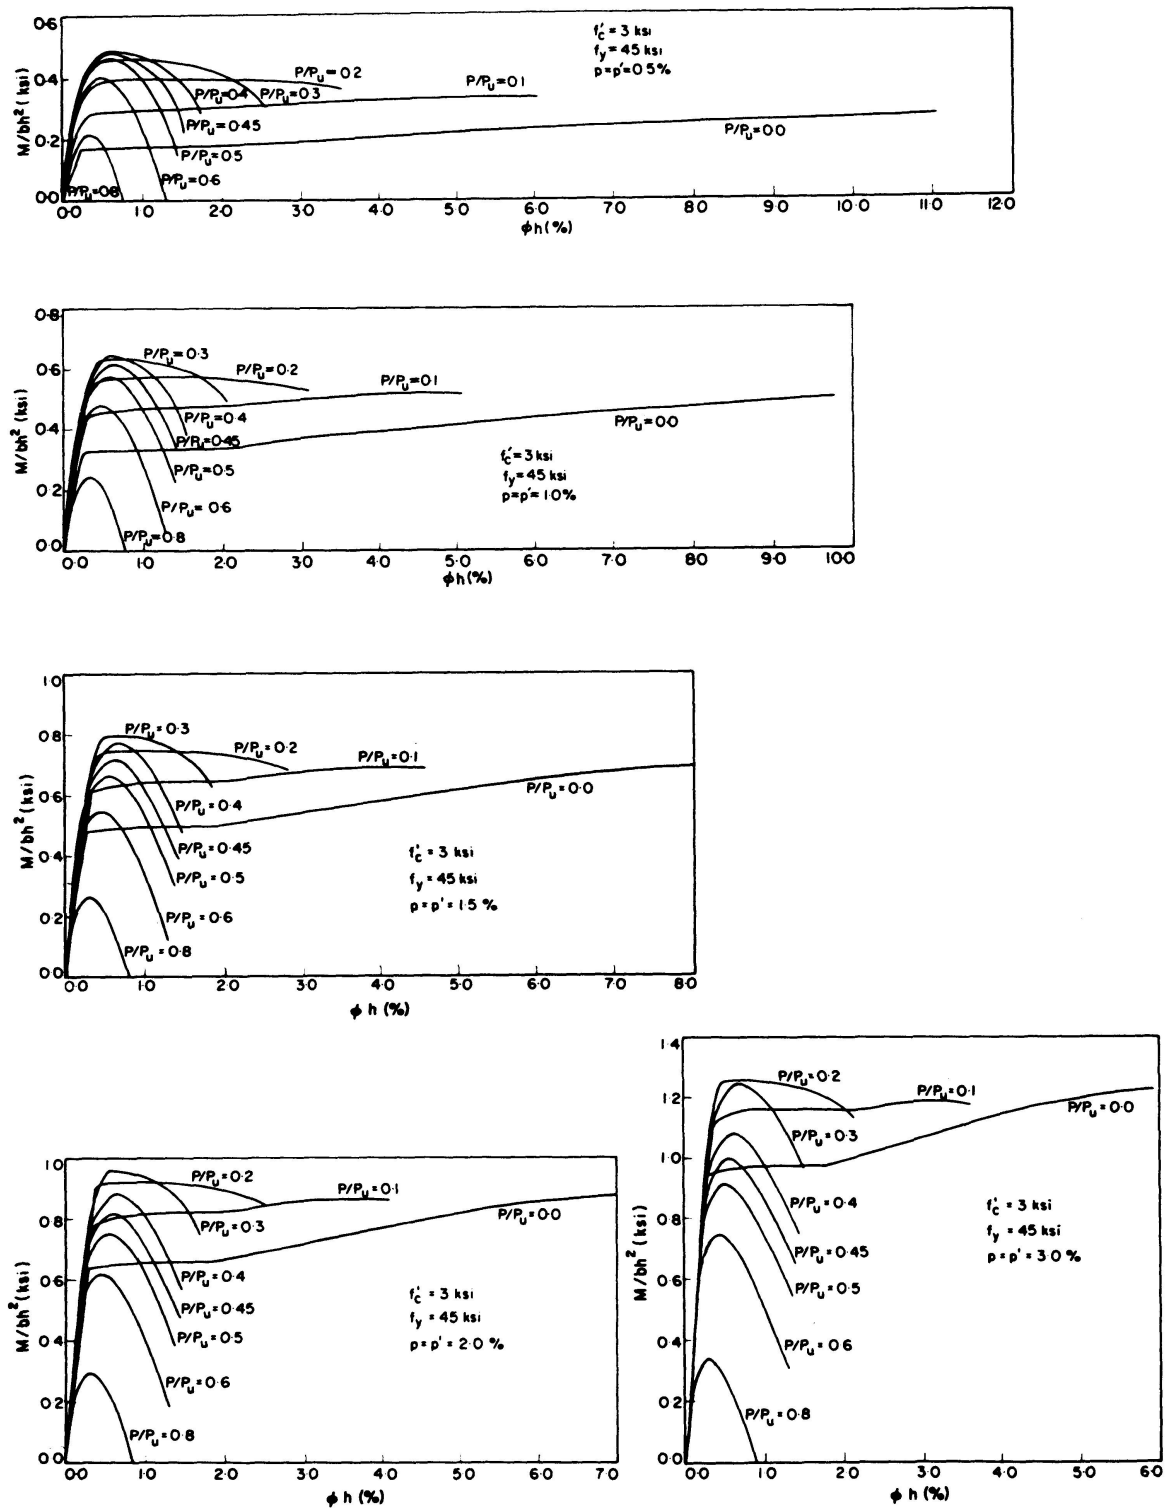 0·6
0·4
0·2
0·0
M/bh² (ksi)
f'c = 3 ksi
fy = 45 ksi
p=p'=0·5%
P/Pu=0·2
P/Pu=0·1
P/Pu=0·4
P/Pu=0·3
P/Pu=0·45
P/Pu=0·0
P/Pu=0·5
P/Pu=0·6
P/Pu=0·8
0·0 1·0 2·0 3·0 4·0 5·0 6·0 7·0 8·0 9·0 10·0 11·0 12·0
ϕh(%)
0·8
0·6
0·4
0·2
0·0
M/bh² (ksi)
P/Pu=0·3
P/Pu=0·2
P/Pu=0·1
P/Pu=0·4
P/Pu=0·0
P/Pu=0·45
P/Pu=0·5
f'c=3 ksi
fy=45 ksi
p=p'=1·0%
P/Pu=0·6
P/Pu=0·8
0·0 1·0 2·0 3·0 4·0 5·0 6·0 7·0 8·0 9·0 10·0
ϕh(%)
1·0
0·8
0·6
0·4
0·2
0·0
M/bh² (ksi)
P/Pu=0·3
P/Pu=0·2
P/Pu=0·1
P/Pu=0·0
P/Pu=0·4
P/Pu=0·45
P/Pu=0·5
f'c = 3 ksi
fy = 45 ksi
p = p' = 1·5 %
P/Pu=0·6
P/Pu=0·8
0·0 1·0 2·0 3·0 4·0 5·0 6·0 7·0 8·0
ϕ h (%)
1·0
0·8
0·6
0·4
0·2
0·0
M/bh² (ksi)
P/Pu=0·2
P/Pu=0·1
P/Pu=0·0
P/Pu=0·3
P/Pu=0·4
P/Pu=0·45
P/Pu=0·5
f'c = 3 ksi
fy = 45 ksi
p = p' = 2·0 %
P/Pu=0·6
P/Pu=0·8
0·0 1·0 2·0 3·0 4·0 5·0 6·0 7·0
ϕ h (%)
1·4
1·2
1·0
0·8
0·6
0·4
0·2
0·0
M/bh² (ksi)
P/Pu=0·2
P/Pu=0·1
P/Pu=0·0
P/Pu=0·3
P/Pu=0·4
P/Pu=0·45
P/Pu=0·5
f'c = 3 ksi
fy = 45 ksi
p = p' = 3·0 %
P/Pu=0·6
P/Pu=0·8
0·0 1·0 2·0 3·0 4·0 5·0 6·0
ϕ h (%)